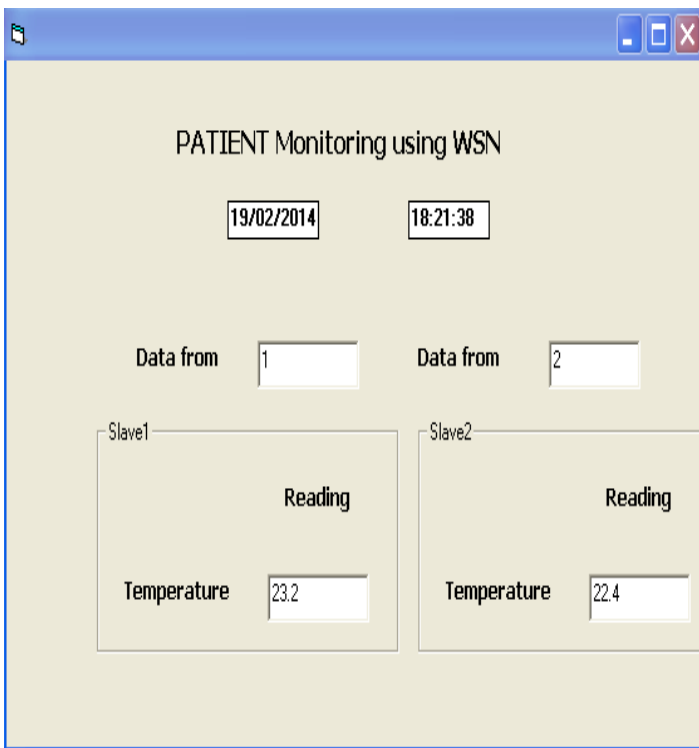 PATIENT Monitoring using WSN
19/02/2014 18:21:38
Data from 1 Data from 2
Slave1 Slave2
Reading Reading
Temperature 23.2 Temperature 22.4